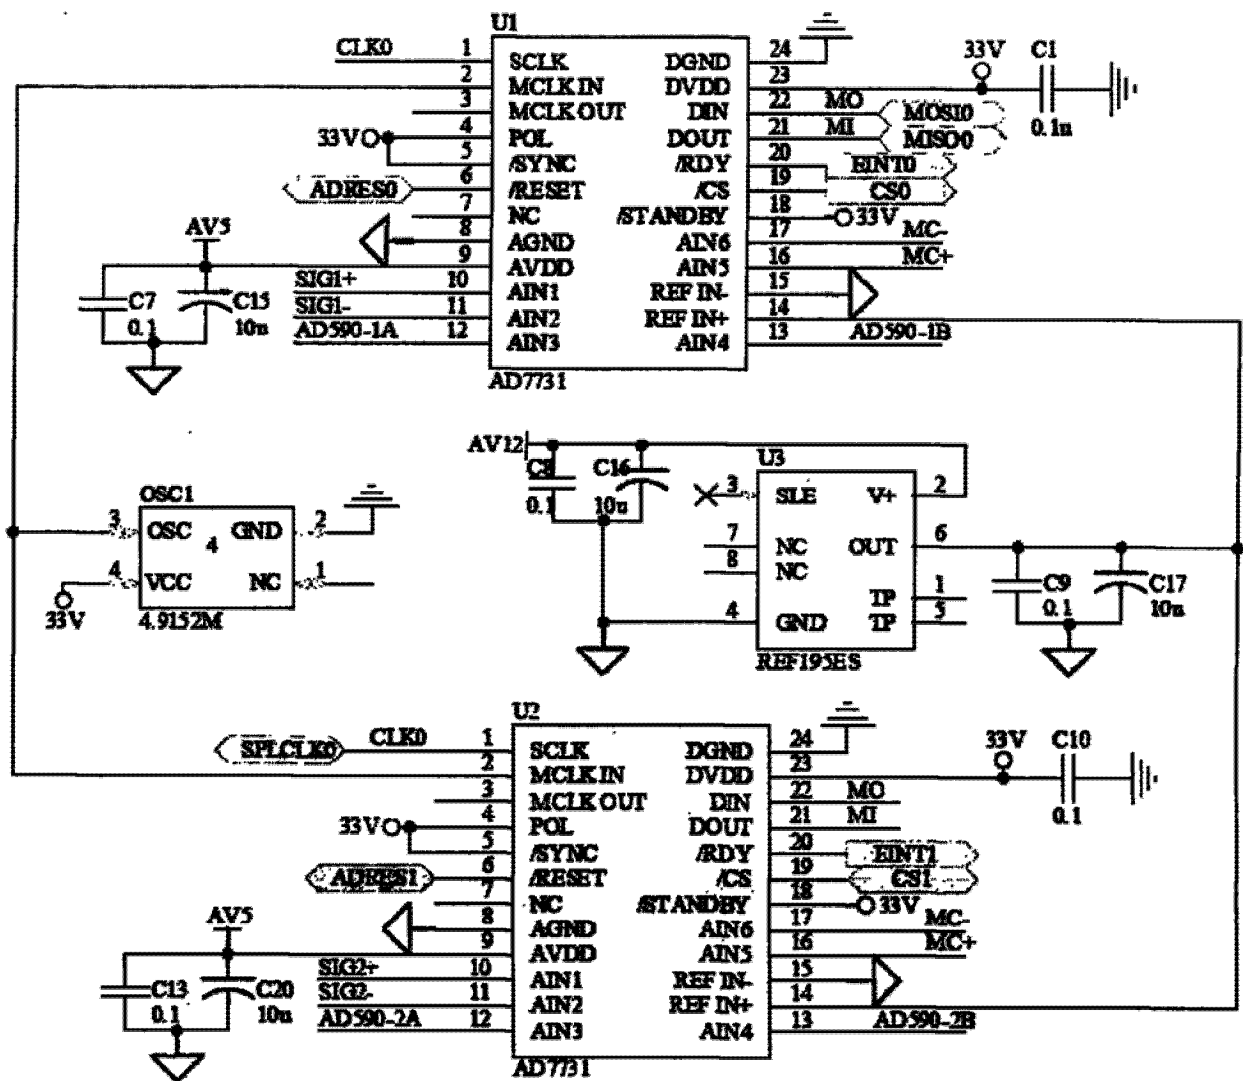 U1
CLK0 1 SCLK DGND 24
2 MCLK IN DVDD 23 33V C1 0.1u
3 MCLK OUT DIN 22 MO MOSI0
33V 4 POL DOUT 21 MI MISO0
5 /SYNC /RDY 20 EINT0
ADRES0 6 /RESET /CS 19 CS0
7 NC /STANDBY 18 33V
8 AGND AIN6 17 MC-
AV5 9 AVDD AIN5 16 MC+
SIG1+ 10 AIN1 REF IN- 15
SIG1- 11 AIN2 REF IN+ 14
AD590-1A 12 AIN3 AIN4 13 AD590-1B
C7 0.1 C15 10u
AD7731
AV12 C8 0.1 C16 10u
U3
3 SLE V+ 2
7 NC OUT 6
8 NC
TP 1
4 GND TP 5
REF195ES
C9 0.1 C17 10u
OSC1
3 OSC GND 2
4
4 VCC NC 1
33V
4.9152M
U2
SPLCLK0 CLK0 1 SCLK DGND 24
2 MCLK IN DVDD 23 33V C10 0.1
3 MCLK OUT DIN 22 MO
33V 4 POL DOUT 21 MI
5 /SYNC /RDY 20 EINT1
ADRES1 6 /RESET /CS 19 CS1
7 NC /STANDBY 18 33V
8 AGND AIN6 17 MC-
AV5 9 AVDD AIN5 16 MC+
SIG2+ 10 AIN1 REF IN- 15
SIG2- 11 AIN2 REF IN+ 14
AD590-2A 12 AIN3 AIN4 13 AD590-2B
C13 0.1 C20 10u
AD7731